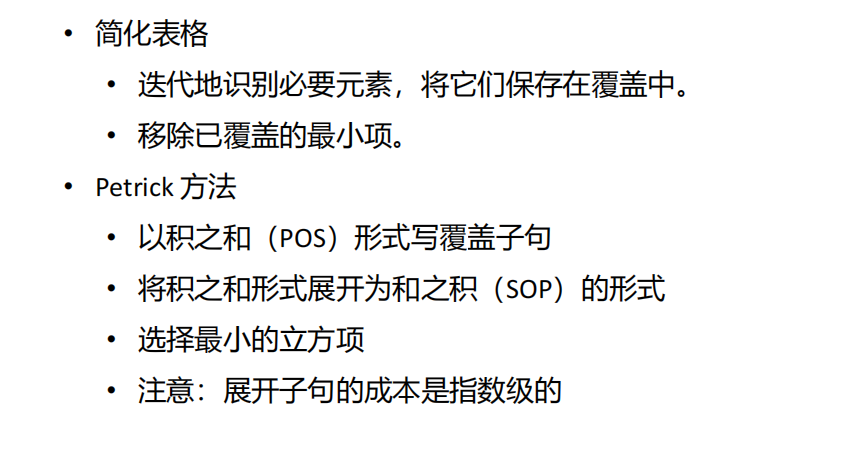 • 简化表格
• 迭代地识别必要元素，将它们保存在覆盖中。
• 移除已覆盖的最小项。
• Petrick 方法
• 以积之和（POS）形式写覆盖子句
• 将积之和形式展开为和之积（SOP）的形式
• 选择最小的立方项
• 注意：展开子句的成本是指数级的